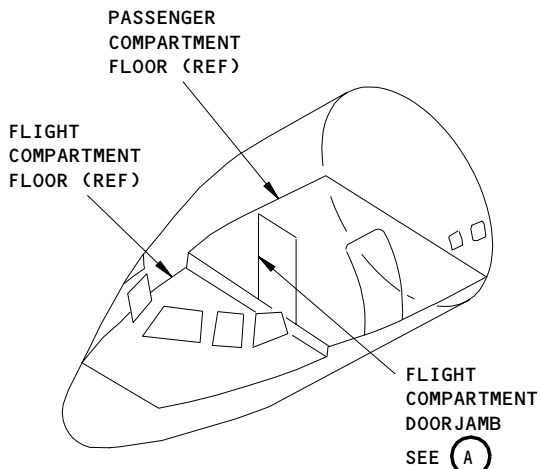 PASSENGER
COMPARTMENT
FLOOR (REF)
FLIGHT
COMPARTMENT
FLOOR (REF)
FLIGHT
COMPARTMENT
DOORJAMB
SEE A